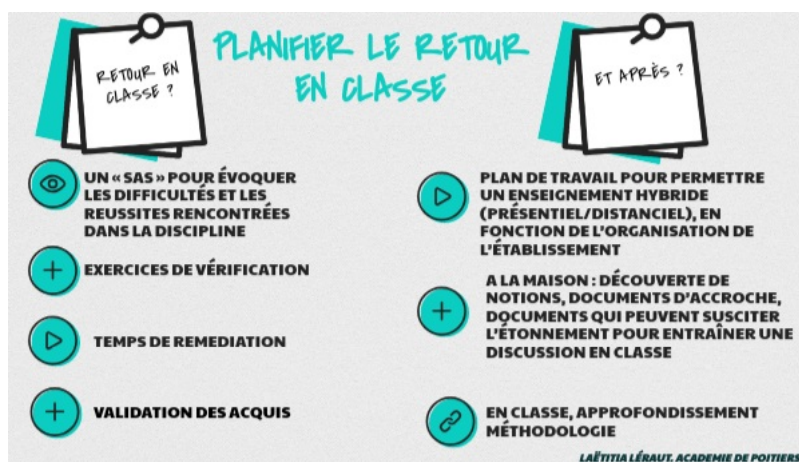 PLANIFIER LE RETOUR
EN CLASSE
RETOUR EN
CLASSE ?
UN « SAS » POUR ÉVOQUER
LES DIFFICULTÉS ET LES
REUSSITES RENCONTRÉES
DANS LA DISCIPLINE
EXERCICES DE VÉRIFICATION
TEMPS DE REMEDIATION
VALIDATION DES ACQUIS
ET APRÈS ?
PLAN DE TRAVAIL POUR PERMETTRE
UN ENSEIGNEMENT HYBRIDE
(PRÉSENTIEL/DISTANCIEL), EN
FONCTION DE L'ORGANISATION DE
L'ÉTABLISSEMENT
A LA MAISON : DÉCOUVERTE DE
NOTIONS, DOCUMENTS D'ACCROCHE,
DOCUMENTS QUI PEUVENT SUSCITER
L'ÉTONNEMENT POUR ENTRAÎNER UNE
DISCUSSION EN CLASSE
EN CLASSE, APPROFONDISSEMENT
MÉTHODOLOGIE
LAËTITIA LÉRAUT, ACADEMIE DE POITIERS